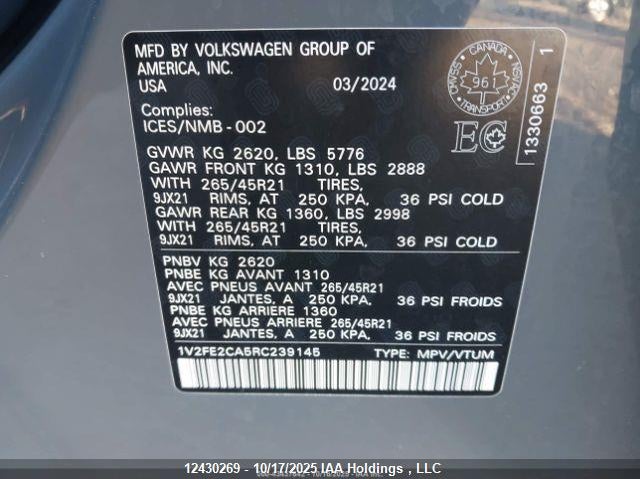 MFD BY VOLKSWAGEN GROUP OF
AMERICA, INC.
USA 03/2024
Complies:
ICES/NMB-002
CANADA
961
TRANSPORT
EC
1330663 1
GVWR KG 2620, LBS 5776
GAWR FRONT KG 1310, LBS 2888
WITH 265/45R21 TIRES,
9JX21 RIMS, AT 250 KPA, 36 PSI COLD
GAWR REAR KG 1360, LBS 2998
WITH 265/45R21 TIRES,
9JX21 RIMS, AT 250 KPA, 36 PSI COLD
PNBV KG 2620
PNBE KG AVANT 1310
AVEC PNEUS AVANT 265/45R21
9JX21 JANTES, A 250 KPA, 36 PSI FROIDS
PNBE KG ARRIERE 1360
AVEC PNEUS ARRIERE 265/45R21
9JX21 JANTES, A 250 KPA, 36 PSI FROIDS
1V2FE2CA5RC239145 TYPE: MPV/VTUM
12430269 - 10/17/2025 IAA Holdings , LLC